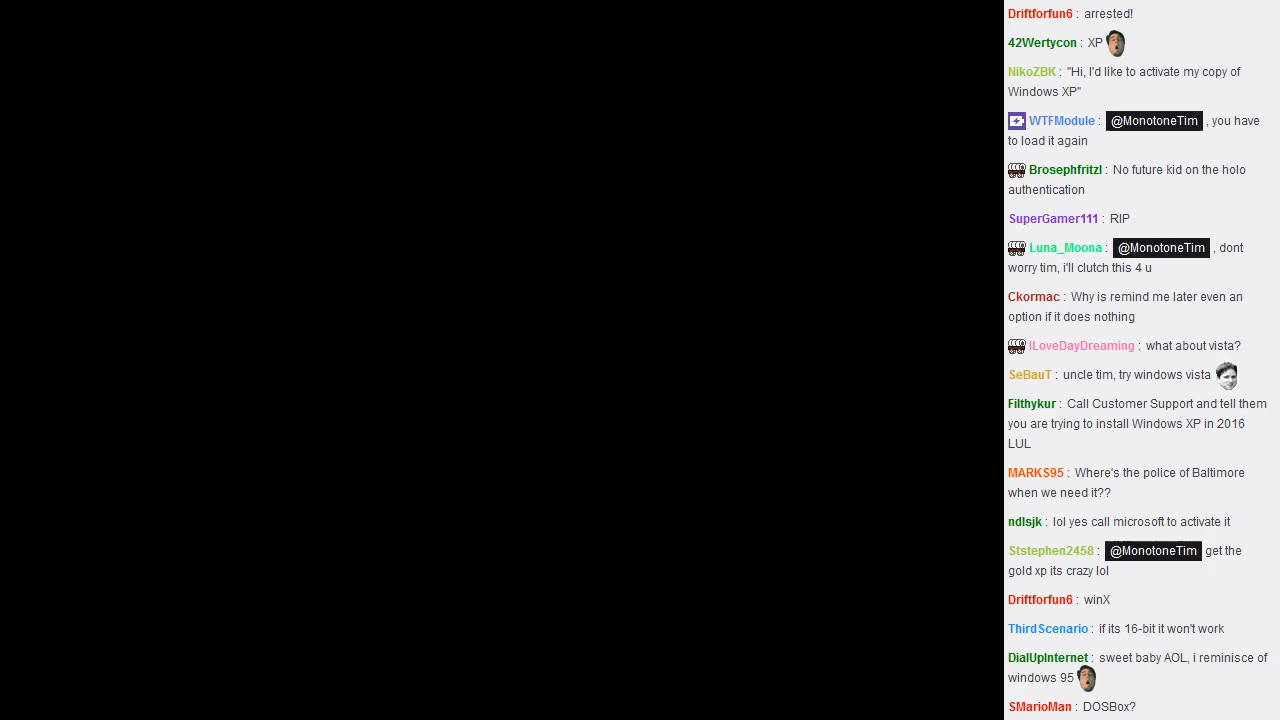 Driftforfun6 : arrested!
42Wertycon : XP
NikoZBK : "Hi, I'd like to activate my copy of
Windows XP"
WTFModule : @MonotoneTim , you have
to load it again
Brosephfritzl : No future kid on the holo
authentication
SuperGamer111 : RIP
Luna_Moona : @MonotoneTim , dont
worry tim, i'll clutch this 4 u
Ckormac : Why is remind me later even an
option if it does nothing
ILoveDayDreaming : what about vista?
SeBauT : uncle tim, try windows vista
Filthykur : Call Customer Support and tell them
you are trying to install Windows XP in 2016
LUL
MARKS95 : Where's the police of Baltimore
when we need it??
ndlsjk : lol yes call microsoft to activate it
Ststephen2458 : @MonotoneTim get the
gold xp its crazy lol
Driftforfun6 : winX
ThirdScenario : if its 16-bit it won't work
DialUpInternet : sweet baby AOL, i reminisce of
windows 95
SMarioMan : DOSBox?